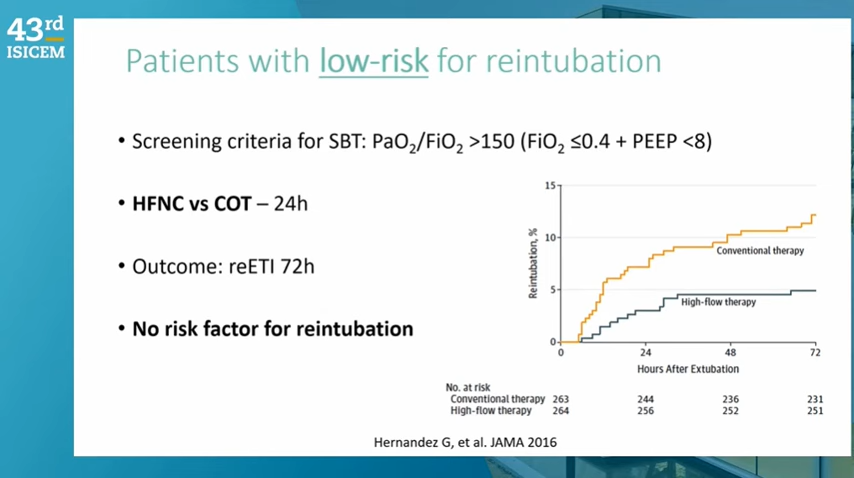 43rd
ISICEM
Patients with low-risk for reintubation
• Screening criteria for SBT: PaO₂/FiO₂ >150 (FiO₂ ≤0.4 + PEEP <8)
• HFNC vs COT – 24h
• Outcome: reETI 72h
• No risk factor for reintubation
Reintubation, %
15
10
5
0
Conventional therapy
High-flow therapy
0 24 48 72
Hours After Extubation
No. at risk
Conventional therapy 263 244 236 231
High-flow therapy 264 256 252 251
Hernandez G, et al. JAMA 2016